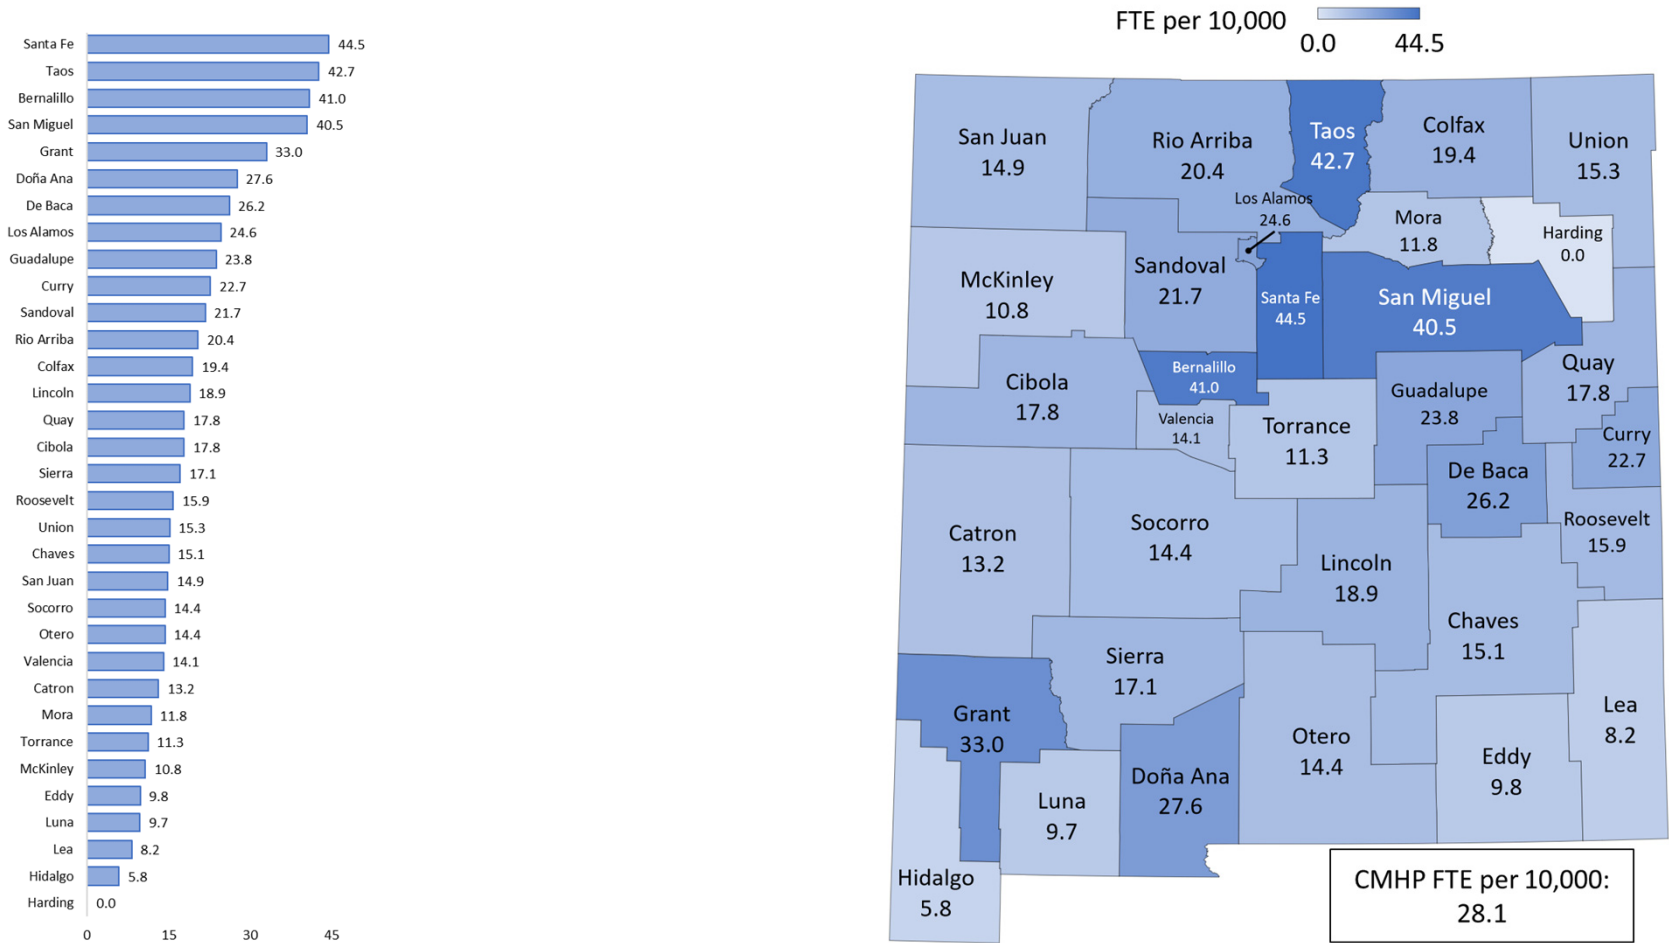 Santa Fe 44.5
Taos 42.7
Bernalillo 41.0
San Miguel 40.5
Grant 33.0
Doña Ana 27.6
De Baca 26.2
Los Alamos 24.6
Guadalupe 23.8
Curry 22.7
Sandoval 21.7
Rio Arriba 20.4
Colfax 19.4
Lincoln 18.9
Quay 17.8
Cibola 17.8
Sierra 17.1
Roosevelt 15.9
Union 15.3
Chaves 15.1
San Juan 14.9
Socorro 14.4
Otero 14.4
Valencia 14.1
Catron 13.2
Mora 11.8
Torrance 11.3
McKinley 10.8
Eddy 9.8
Luna 9.7
Lea 8.2
Hidalgo 5.8
Harding 0.0
0 15 30 45
FTE per 10,000
0.0 44.5
San Juan
14.9
Rio Arriba
20.4
Taos
42.7
Colfax
19.4
Union
15.3
Los Alamos
24.6
Mora
11.8
Harding
0.0
McKinley
10.8
Sandoval
21.7
Santa Fe
44.5
San Miguel
40.5
Cibola
17.8
Bernalillo
41.0
Valencia
14.1
Torrance
11.3
Guadalupe
23.8
Quay
17.8
Curry
22.7
De Baca
26.2
Roosevelt
15.9
Catron
13.2
Socorro
14.4
Lincoln
18.9
Chaves
15.1
Sierra
17.1
Grant
33.0
Lea
8.2
Otero
14.4
Eddy
9.8
Doña Ana
27.6
Luna
9.7
Hidalgo
5.8
CMHP FTE per 10,000:
28.1